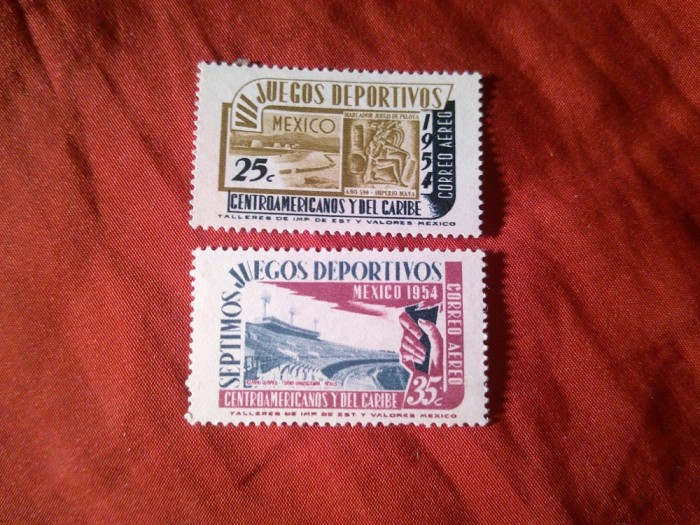 VII JUEGOS DEPORTIVOS
MEXICO
MARCADOR JUEGO DE PELOTA
1954
CORREO AEREO
25c
AÑO 590 - IMPERIO MAYA
CENTROAMERICANOS Y DEL CARIBE
TALLERES DE IMP. DE EST. Y VALORES MEXICO
SEPTIMOS JUEGOS DEPORTIVOS
MEXICO 1954
CORREO AEREO
35c
CENTROAMERICANOS Y DEL CARIBE
TALLERES DE IMP. DE EST. Y VALORES MEXICO